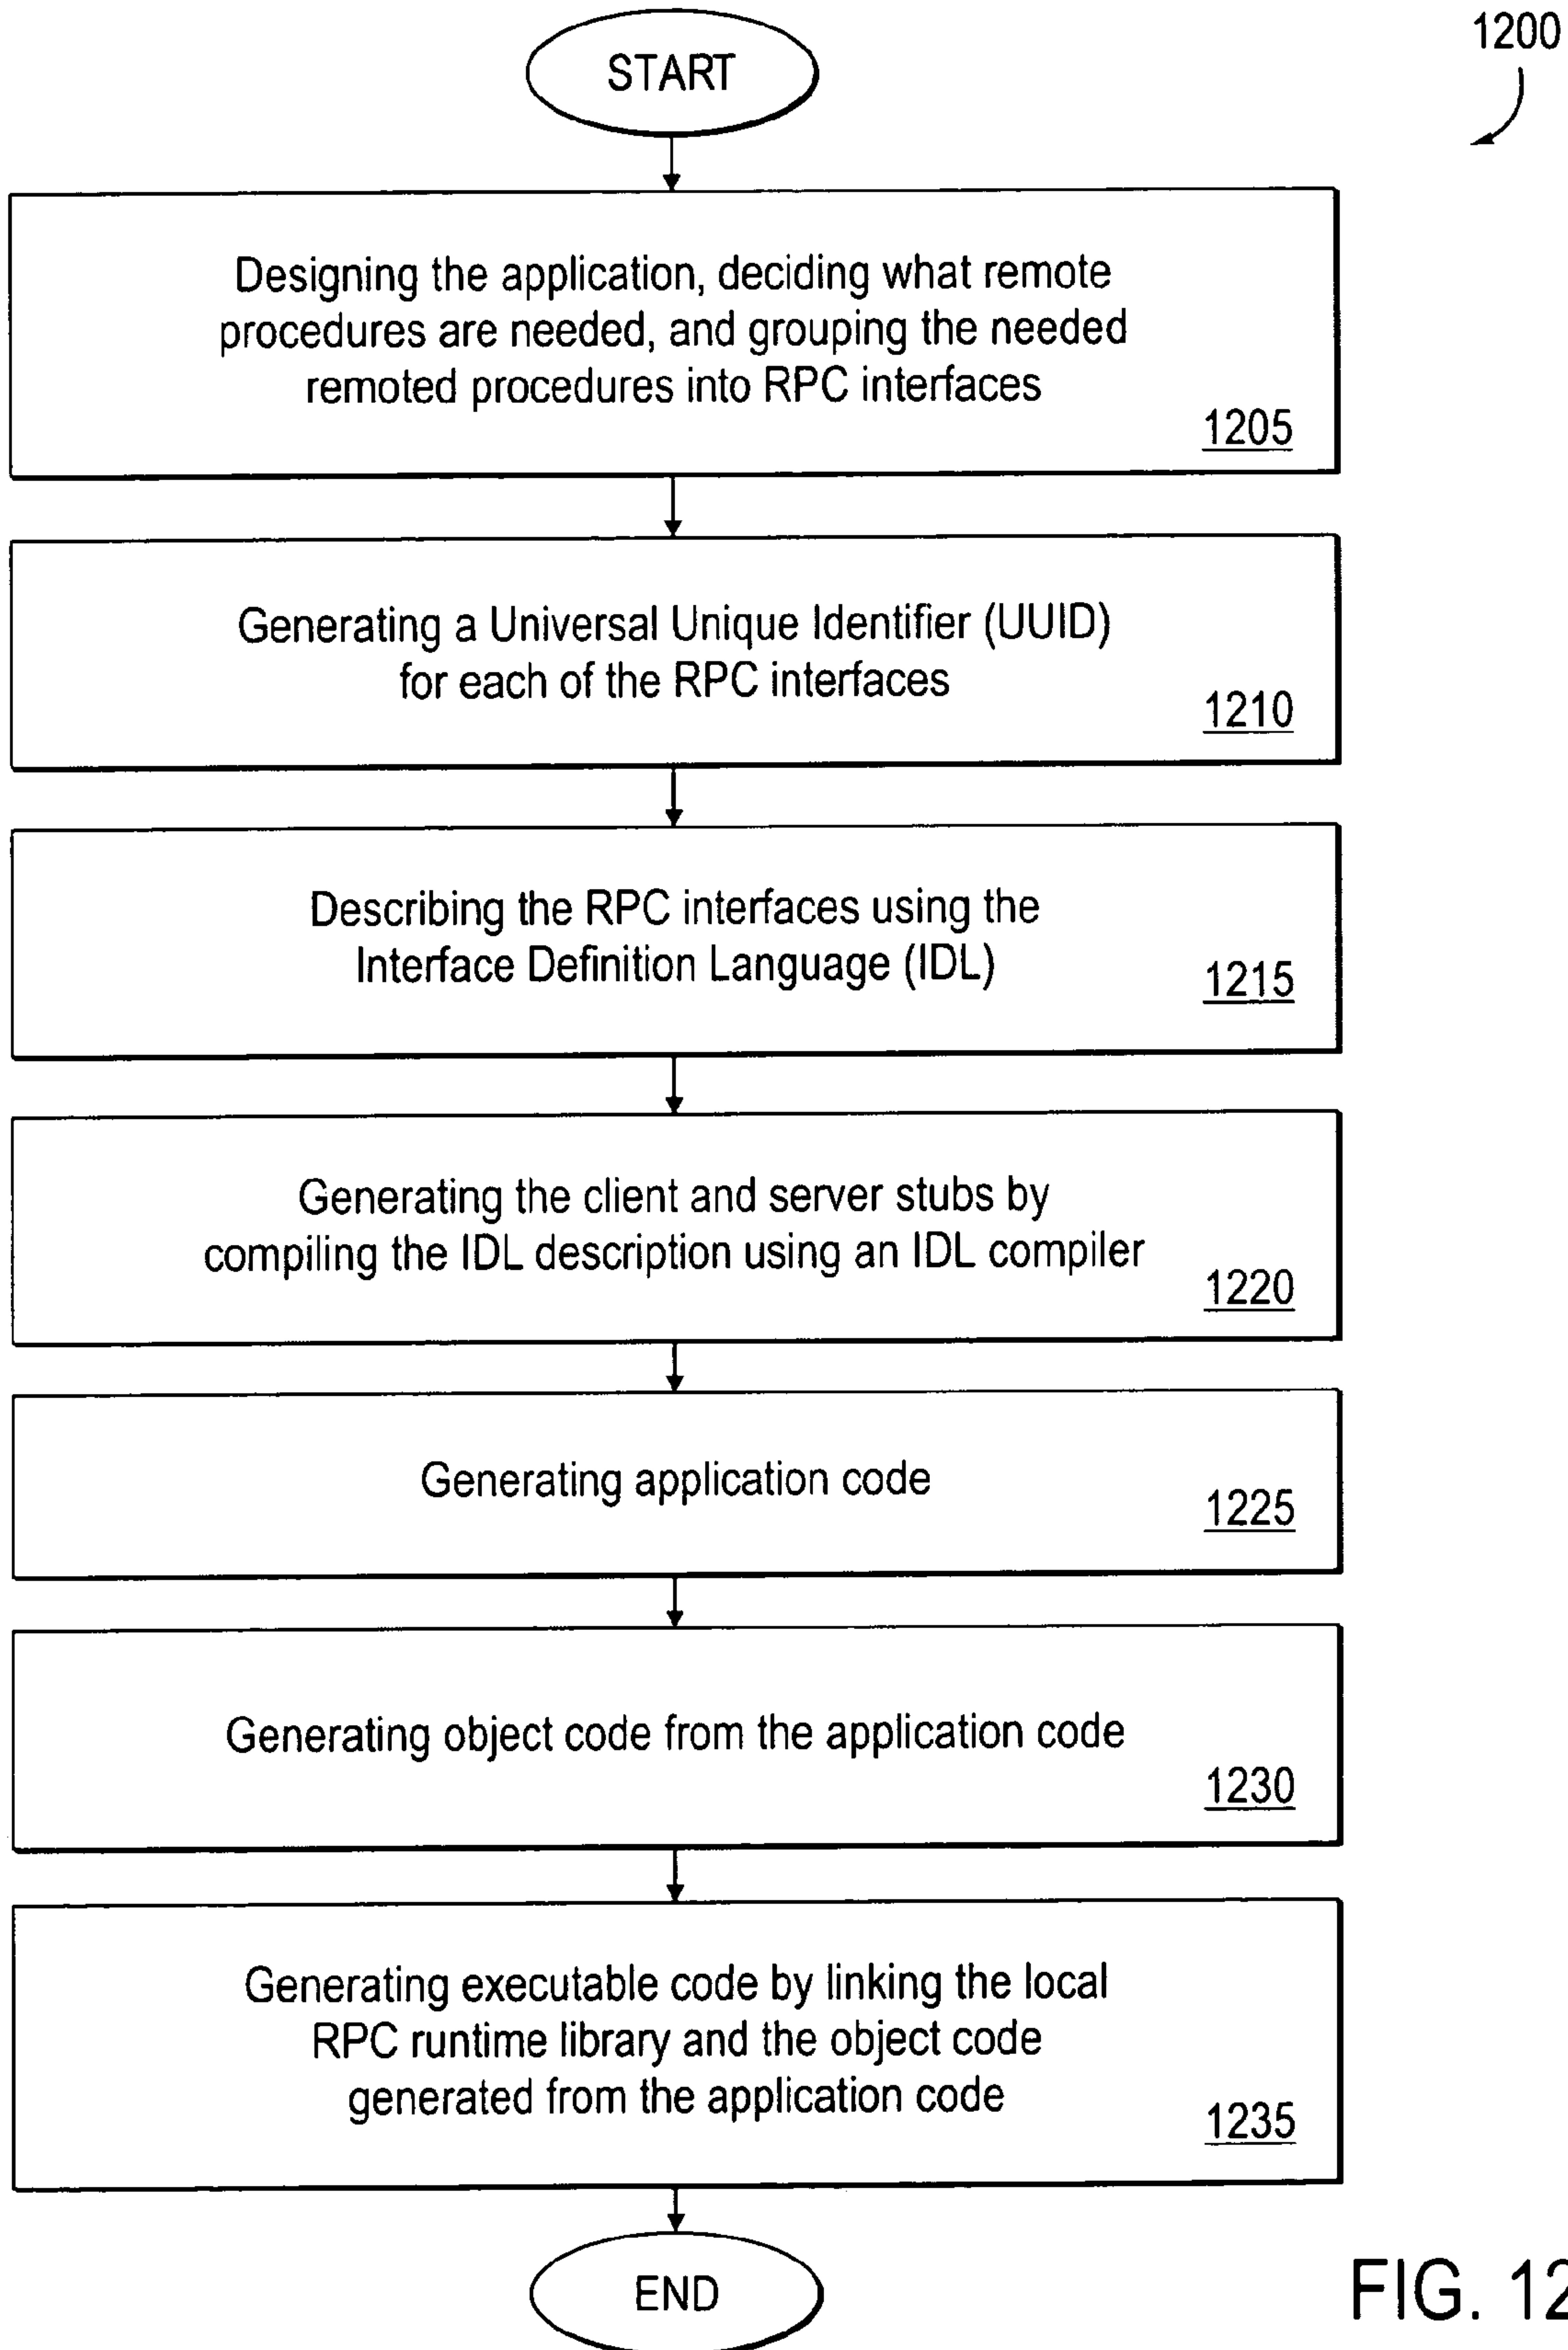 1200
START
Designing the application, deciding what remote
procedures are needed, and grouping the needed
remoted procedures into RPC interfaces
1205
Generating a Universal Unique Identifier (UUID)
for each of the RPC interfaces
1210
Describing the RPC interfaces using the
Interface Definition Language (IDL)
1215
Generating the client and server stubs by
compiling the IDL description using an IDL compiler
1220
Generating application code
1225
Generating object code from the application code
1230
Generating executable code by linking the local
RPC runtime library and the object code
generated from the application code
1235
END
FIG. 12